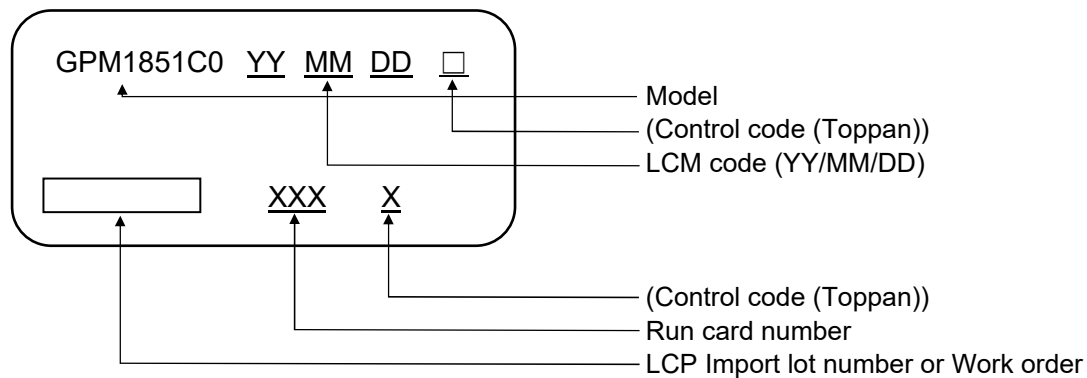 GPM1851C0 YY MM DD □
Model
(Control code (Toppan))
LCM code (YY/MM/DD)
XXX X
(Control code (Toppan))
Run card number
LCP Import lot number or Work order